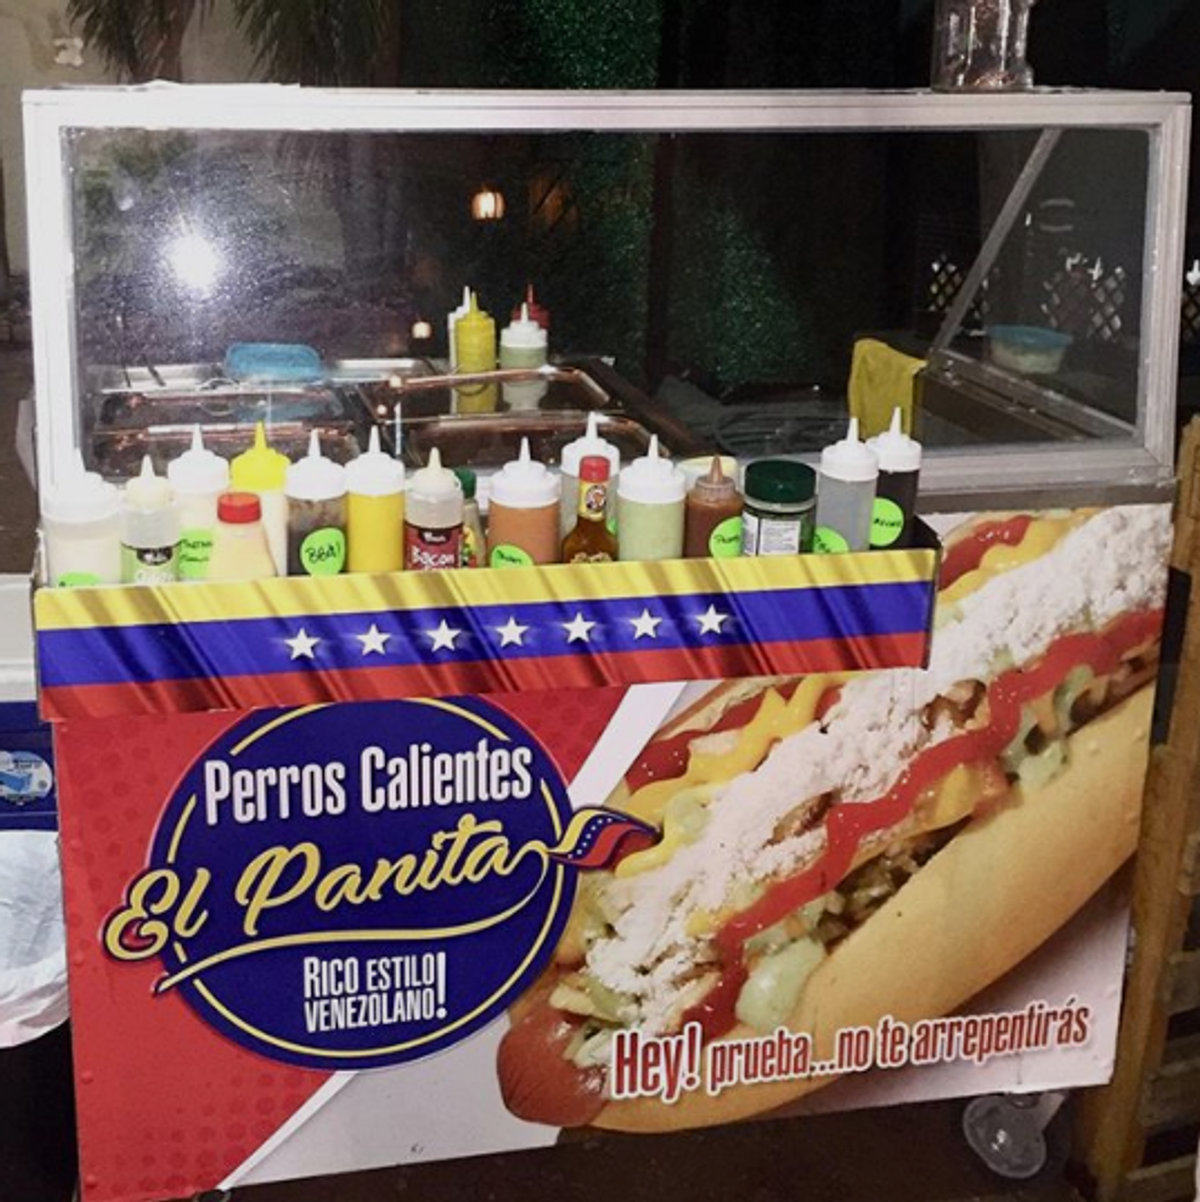 BBQ!
Bacon
Perros Calientes
El Panita
RICO ESTILO
VENEZOLANO!
Hey! prueba...no te arrepentirás